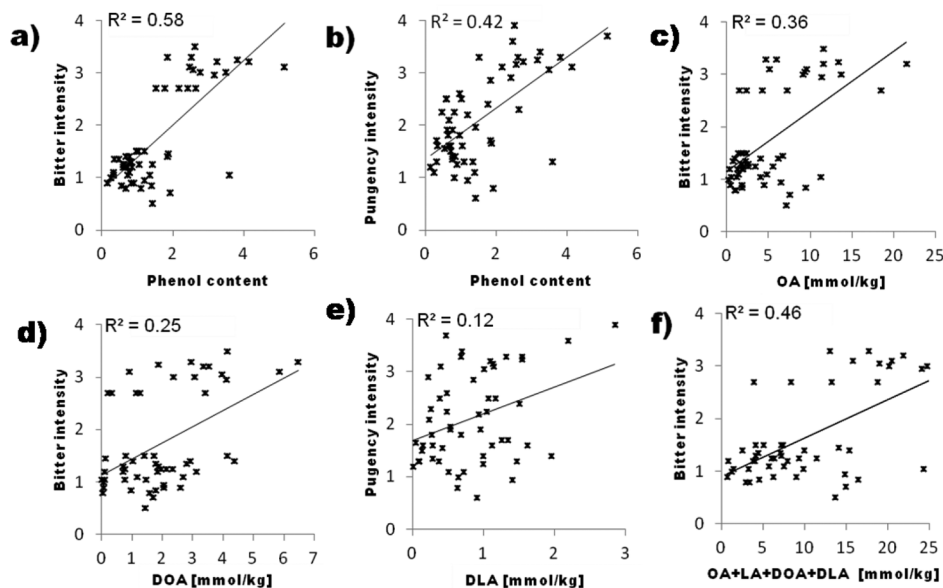 a)
R² = 0.58
4
3
2
1
0
0 2 4 6
Bitter intensity
Phenol content
b)
R² = 0.42
4
3
2
1
0
0 2 4 6
Pungency intensity
Phenol content
c)
R² = 0.36
4
3
2
1
0
0 5 10 15 20 25
Bitter intensity
OA [mmol/kg]
d)
R² = 0.25
4
3
2
1
0
0 1 2 3 4 5 6 7
Bitter intensity
DOA [mmol/kg]
e)
R² = 0.12
4
3
2
1
0
0 1 2 3
Pugency intensity
DLA [mmol/kg]
f)
R² = 0.46
4
3
2
1
0
0 5 10 15 20 25
Bitter intensity
OA+LA+DOA+DLA [mmol/kg]